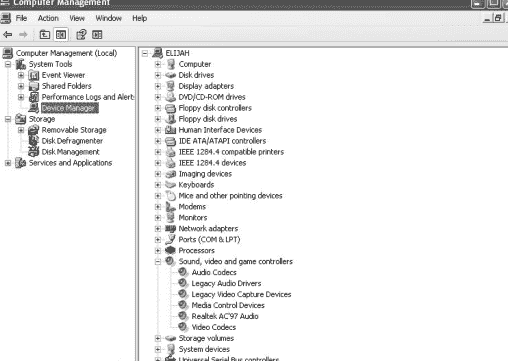 Computer Management
File Action View Window Help
Computer Management (Local)
System Tools
Event Viewer
Shared Folders
Performance Logs and Alert
Device Manager
Storage
Removable Storage
Disk Defragmenter
Disk Management
Services and Applications
ELIJAH
Computer
Disk drives
Display adapters
DVD/CD-ROM drives
Floppy disk controllers
Floppy disk drives
Human Interface Devices
IDE ATA/ATAPI controllers
IEEE 1284.4 compatible printers
IEEE 1284.4 devices
Imaging devices
Keyboards
Mice and other pointing devices
Modems
Monitors
Network adapters
Ports (COM & LPT)
Processors
Sound, video and game controllers
Audio Codecs
Legacy Audio Drivers
Legacy Video Capture Devices
Media Control Devices
Realtek AC'97 Audio
Video Codecs
Storage volumes
System devices
Universal Serial Bus controllers